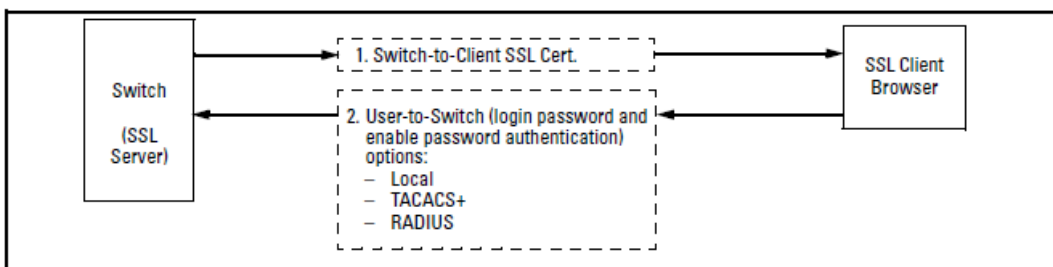 Switch
(SSL
Server)
1. Switch-to-Client SSL Cert.
2. User-to-Switch (login password and
enable password authentication)
options:
– Local
– TACACS+
– RADIUS
SSL Client
Browser